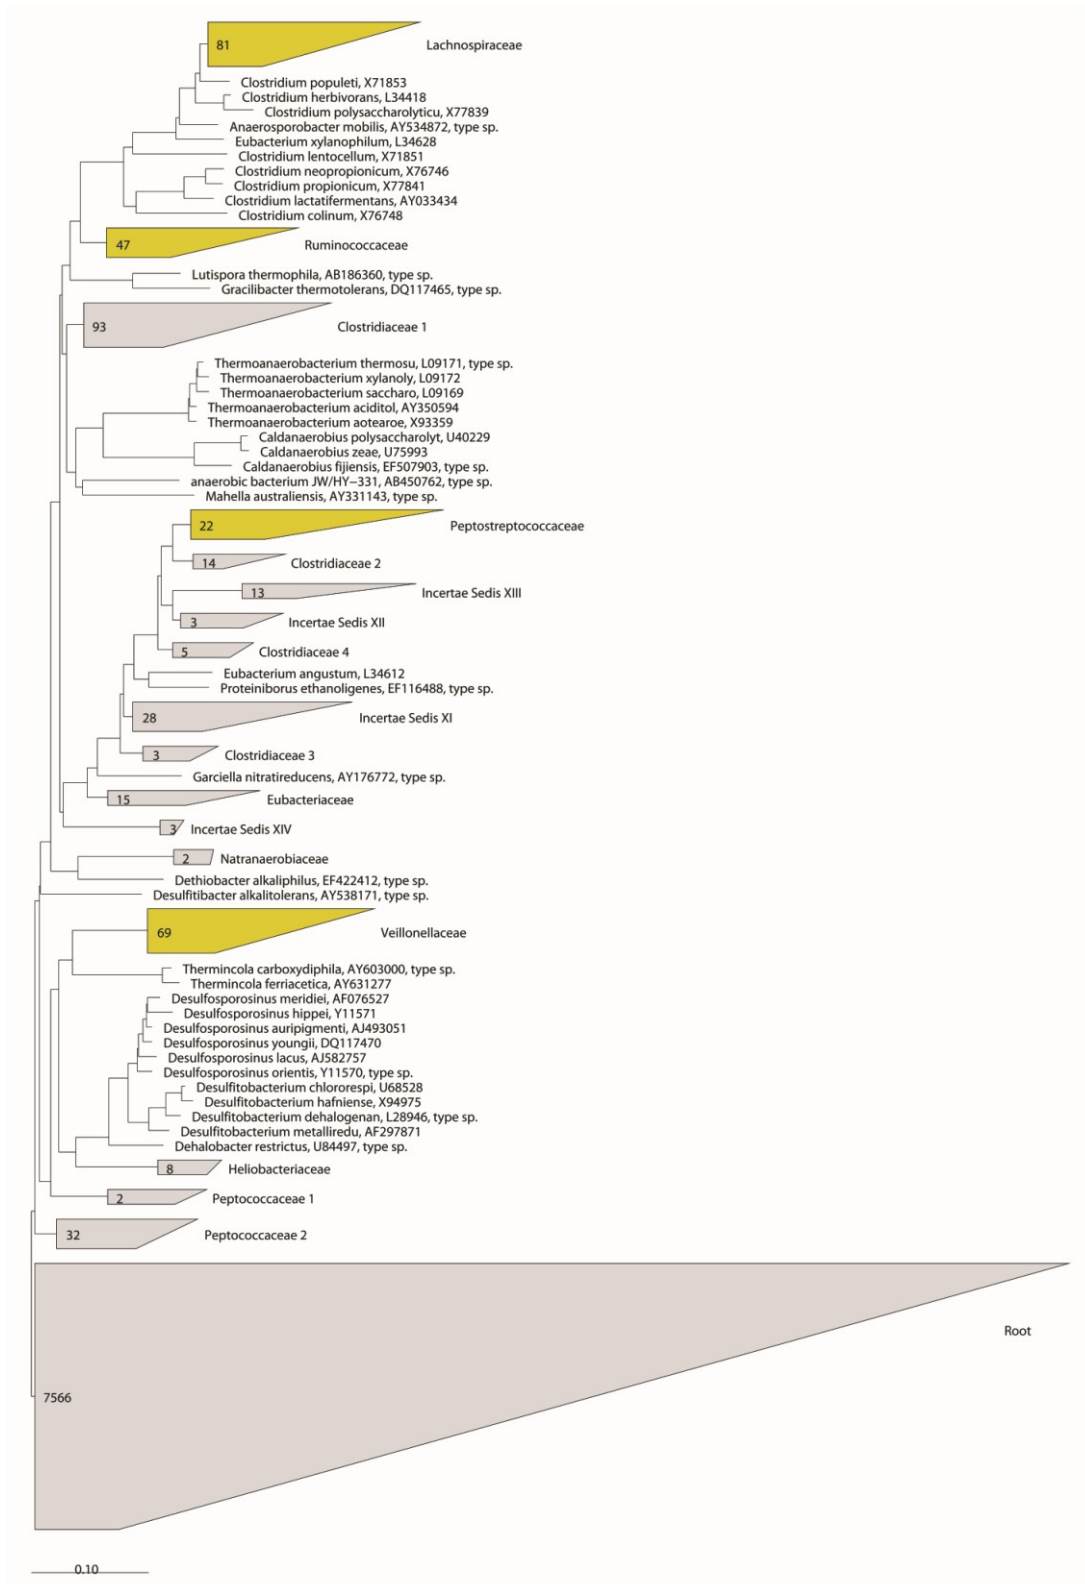 81
Lachnospiraceae
Clostridium populeti, X71853
Clostridium herbivorans, L34418
Clostridium polysaccharolyticu, X77839
Anaerosporobacter mobilis, AY534872, type sp.
Eubacterium xylanophilum, L34628
Clostridium lentocellum, X71851
Clostridium neopropionicum, X76746
Clostridium propionicum, X77841
Clostridium lactatifermentans, AY033434
Clostridium colinum, X76748
47
Ruminococcaceae
Lutispora thermophila, AB186360, type sp.
Gracilibacter thermotolerans, DQ117465, type sp.
93
Clostridiaceae 1
Thermoanaerobacterium thermosu, L09171, type sp.
Thermoanaerobacterium xylanoly, L09172
Thermoanaerobacterium saccharo, L09169
Thermoanaerobacterium aciditol, AY350594
Thermoanaerobacterium aotearoe, X93359
Caldanaerobius polysaccharolyt, U40229
Caldanaerobius zeae, U75993
Caldanaerobius fijiensis, EF507903, type sp.
anaerobic bacterium JW/HY−331, AB450762, type sp.
Mahella australiensis, AY331143, type sp.
22
Peptostreptococcaceae
14
Clostridiaceae 2
13
Incertae Sedis XIII
3
Incertae Sedis XII
5
Clostridiaceae 4
Eubacterium angustum, L34612
Proteiniborus ethanoligenes, EF116488, type sp.
28
Incertae Sedis XI
3
Clostridiaceae 3
Garciella nitratireducens, AY176772, type sp.
15
Eubacteriaceae
3
Incertae Sedis XIV
2
Natranaerobiaceae
Dethiobacter alkaliphilus, EF422412, type sp.
Desulfitibacter alkalitolerans, AY538171, type sp.
69
Veillonellaceae
Thermincola carboxydiphila, AY603000, type sp.
Thermincola ferriacetica, AY631277
Desulfosporosinus meridiei, AF076527
Desulfosporosinus hippei, Y11571
Desulfosporosinus auripigmenti, AJ493051
Desulfosporosinus youngii, DQ117470
Desulfosporosinus lacus, AJ582757
Desulfosporosinus orientis, Y11570, type sp.
Desulfitobacterium chlororespi, U68528
Desulfitobacterium hafniense, X94975
Desulfitobacterium dehalogenan, L28946, type sp.
Desulfitobacterium metalliredu, AF297871
Dehalobacter restrictus, U84497, type sp.
8
Heliobacteriaceae
2
Peptococcaceae 1
32
Peptococcaceae 2
Root
7566
0.10